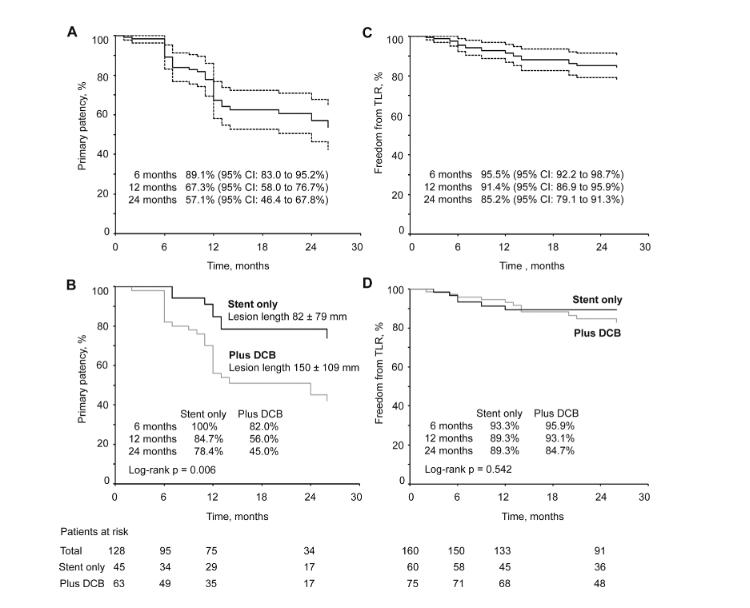 A
100
80
60
40
20
0
Primary patency, %
6 months 89.1% (95% CI: 83.0 to 95.2%)
12 months 67.3% (95% CI: 58.0 to 76.7%)
24 months 57.1% (95% CI: 46.4 to 67.8%)
0 6 12 18 24 30
Time, months
C
100
80
60
40
20
0
Freedom from TLR, %
6 months 95.5% (95% CI: 92.2 to 98.7%)
12 months 91.4% (95% CI: 86.9 to 95.9%)
24 months 85.2% (95% CI: 79.1 to 91.3%)
0 6 12 18 24 30
Time , months
B
100
80
60
40
20
0
Primary patency, %
Stent only
Lesion length 82 ± 79 mm
Plus DCB
Lesion length 150 ± 109 mm
Stent only Plus DCB
6 months 100% 82.0%
12 months 84.7% 56.0%
24 months 78.4% 45.0%
Log-rank p = 0.006
0 6 12 18 24 30
Time, months
D
100
80
60
40
20
0
Freedom from TLR, %
Stent only
Plus DCB
Stent only Plus DCB
6 months 93.3% 95.9%
12 months 89.3% 93.1%
24 months 89.3% 84.7%
Log-rank p = 0.542
0 6 12 18 24 30
Time, months
Patients at risk
Total 128 95 75 34 160 150 133 91
Stent only 45 34 29 17 60 58 45 36
Plus DCB 63 49 35 17 75 71 68 48